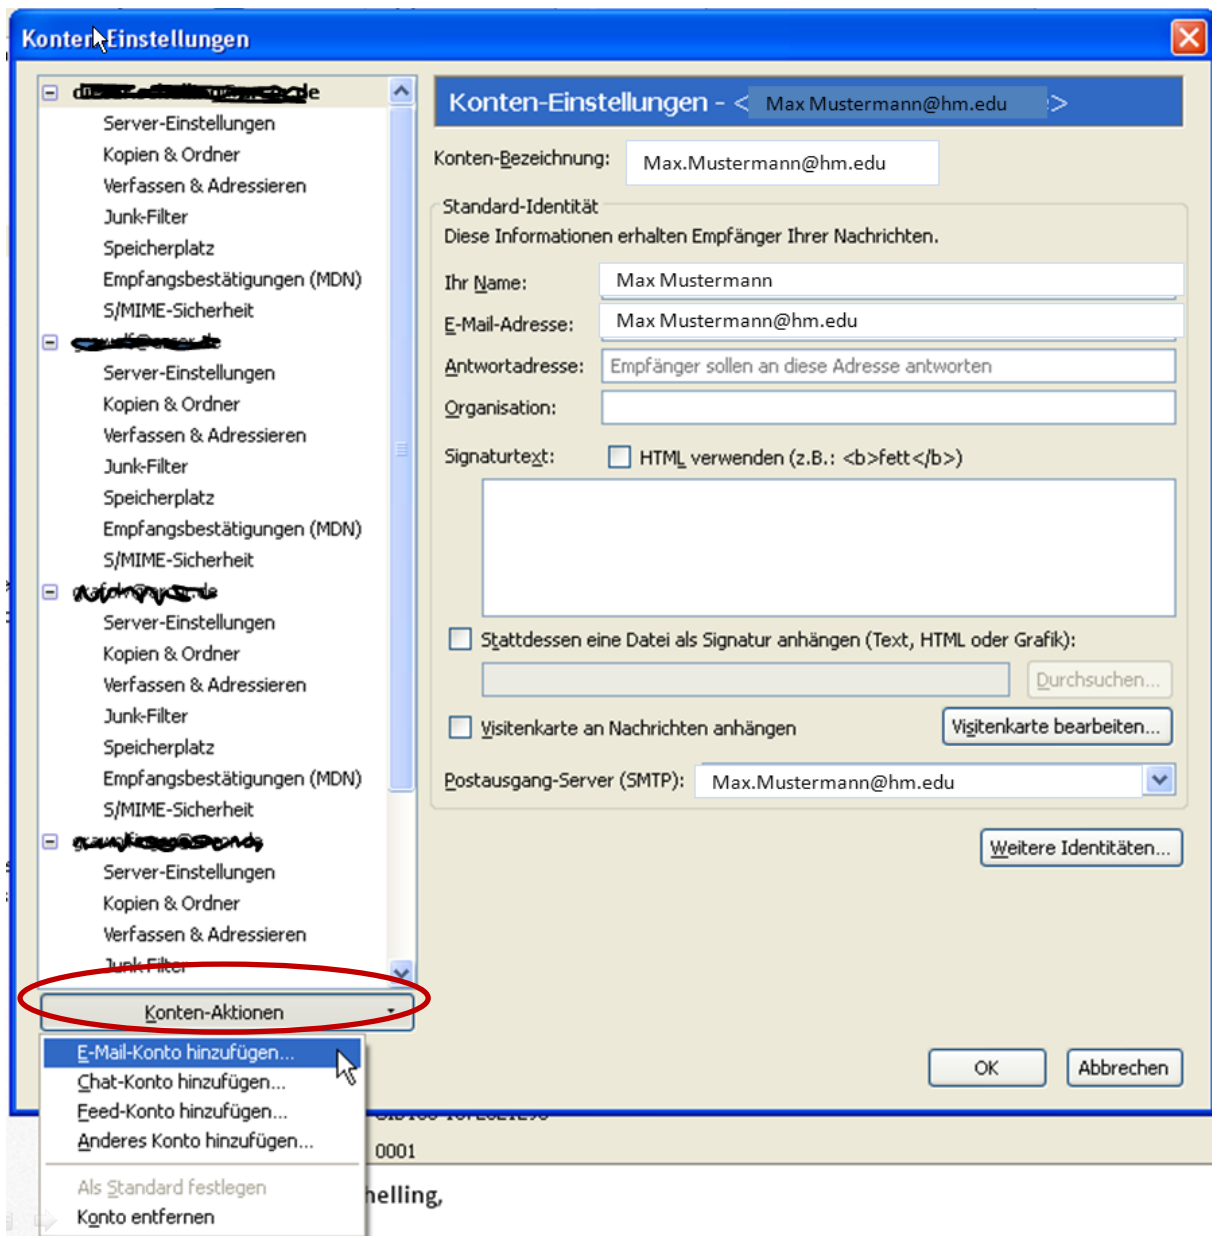 Konten-Einstellungen
Server-Einstellungen
Kopien & Ordner
Verfassen & Adressieren
Junk-Filter
Speicherplatz
Empfangsbestätigungen (MDN)
S/MIME-Sicherheit
Server-Einstellungen
Kopien & Ordner
Verfassen & Adressieren
Junk-Filter
Speicherplatz
Empfangsbestätigungen (MDN)
S/MIME-Sicherheit
Server-Einstellungen
Kopien & Ordner
Verfassen & Adressieren
Junk-Filter
Speicherplatz
Empfangsbestätigungen (MDN)
S/MIME-Sicherheit
Server-Einstellungen
Kopien & Ordner
Verfassen & Adressieren
Junk-Filter
Konten-Aktionen
E-Mail-Konto hinzufügen...
Chat-Konto hinzufügen...
Feed-Konto hinzufügen...
Anderes Konto hinzufügen...
Als Standard festlegen
Konto entfernen
Konten-Einstellungen - < Max Mustermann@hm.edu >
Konten-Bezeichnung: Max.Mustermann@hm.edu
Standard-Identität
Diese Informationen erhalten Empfänger Ihrer Nachrichten.
Ihr Name: Max Mustermann
E-Mail-Adresse: Max Mustermann@hm.edu
Antwortadresse: Empfänger sollen an diese Adresse antworten
Organisation:
Signaturtext: HTML verwenden (z.B.: <b>fett</b>)
Stattdessen eine Datei als Signatur anhängen (Text, HTML oder Grafik):
Durchsuchen...
Visitenkarte an Nachrichten anhängen Visitenkarte bearbeiten...
Postausgang-Server (SMTP): Max.Mustermann@hm.edu
Weitere Identitäten...
OK Abbrechen
0001
helling,